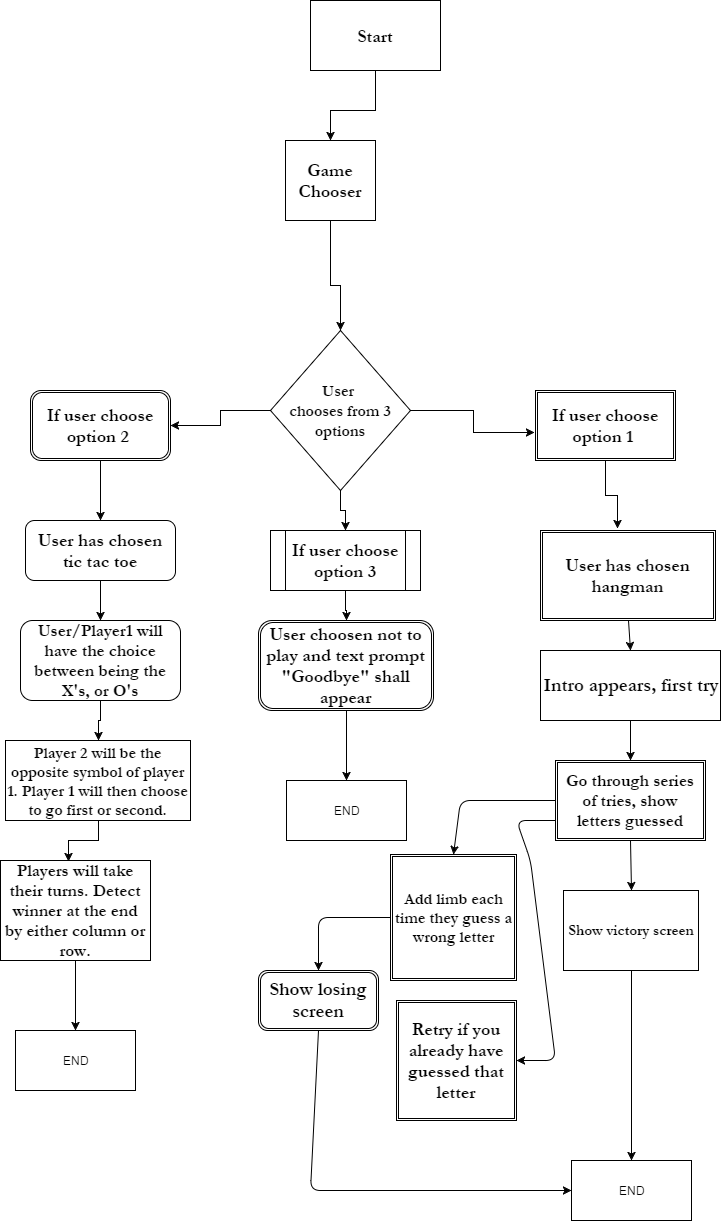 Start
Game
Chooser
User
chooses from 3
options
If user choose
option 2
If user choose
option 1
User has chosen
tic tac toe
If user choose
option 3
User has chosen
hangman
User/Player1 will
have the choice
between being the
X's, or O's
User choosen not to
play and text prompt
"Goodbye" shall
appear
Intro appears, first try
Player 2 will be the
opposite symbol of player
1. Player 1 will then choose
to go first or second.
END
Go through series
of tries, show
letters guessed
Players will take
their turns. Detect
winner at the end
by either column or
row.
Add limb each
time they guess a
wrong letter
Show victory screen
Show losing
screen
END
Retry if you
already have
guessed that
letter
END